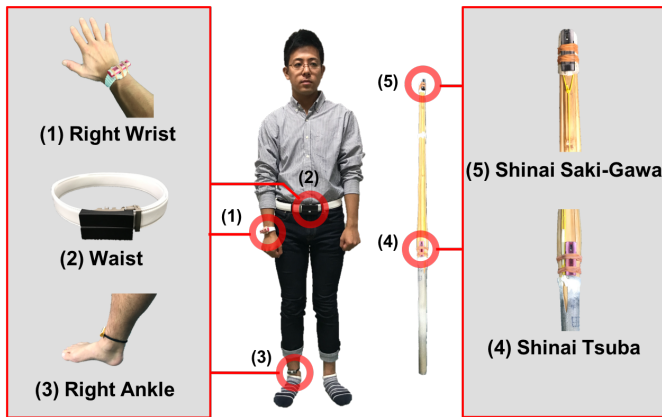 (1) Right Wrist
(2) Waist
(3) Right Ankle
(2)
(1)
(3)
(5)
(4)
(5) Shinai Saki-Gawa
(4) Shinai Tsuba